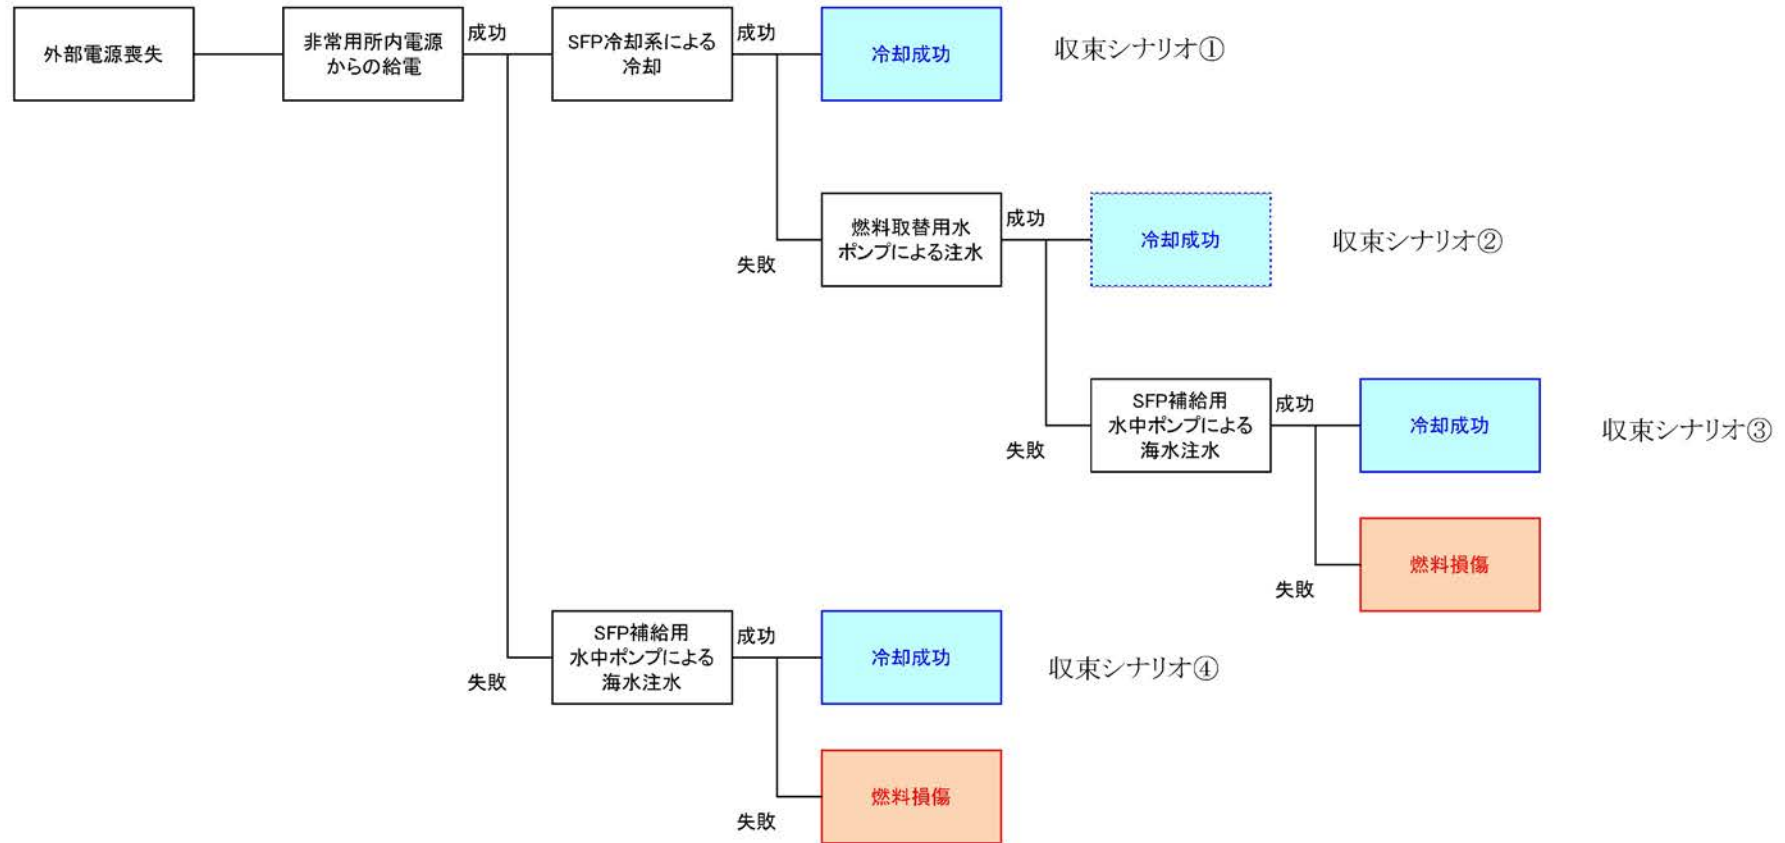 外部電源喪失
非常用所内電源
からの給電
成功
SFP冷却系による
冷却
成功
冷却成功
収束シナリオ①
失敗
燃料取替用水
ポンプによる注水
成功
冷却成功
収束シナリオ②
失敗
SFP補給用
水中ポンプによる
海水注水
成功
冷却成功
収束シナリオ③
失敗
燃料損傷
失敗
SFP補給用
水中ポンプによる
海水注水
成功
冷却成功
収束シナリオ④
失敗
燃料損傷